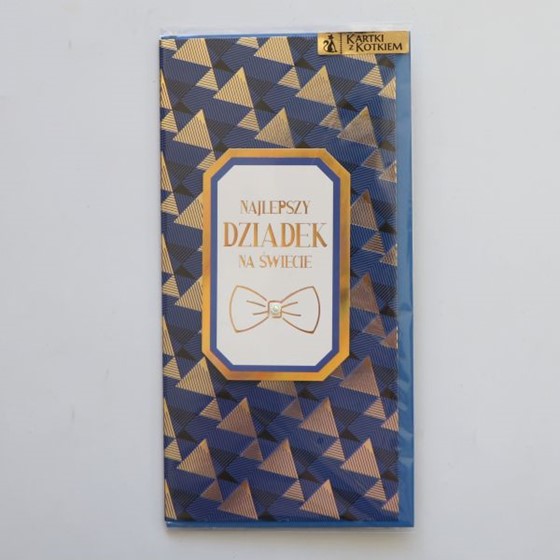 KARTKI
Z KOTKIEM
NAJLEPSZY
DZIADEK
NA ŚWIECIE